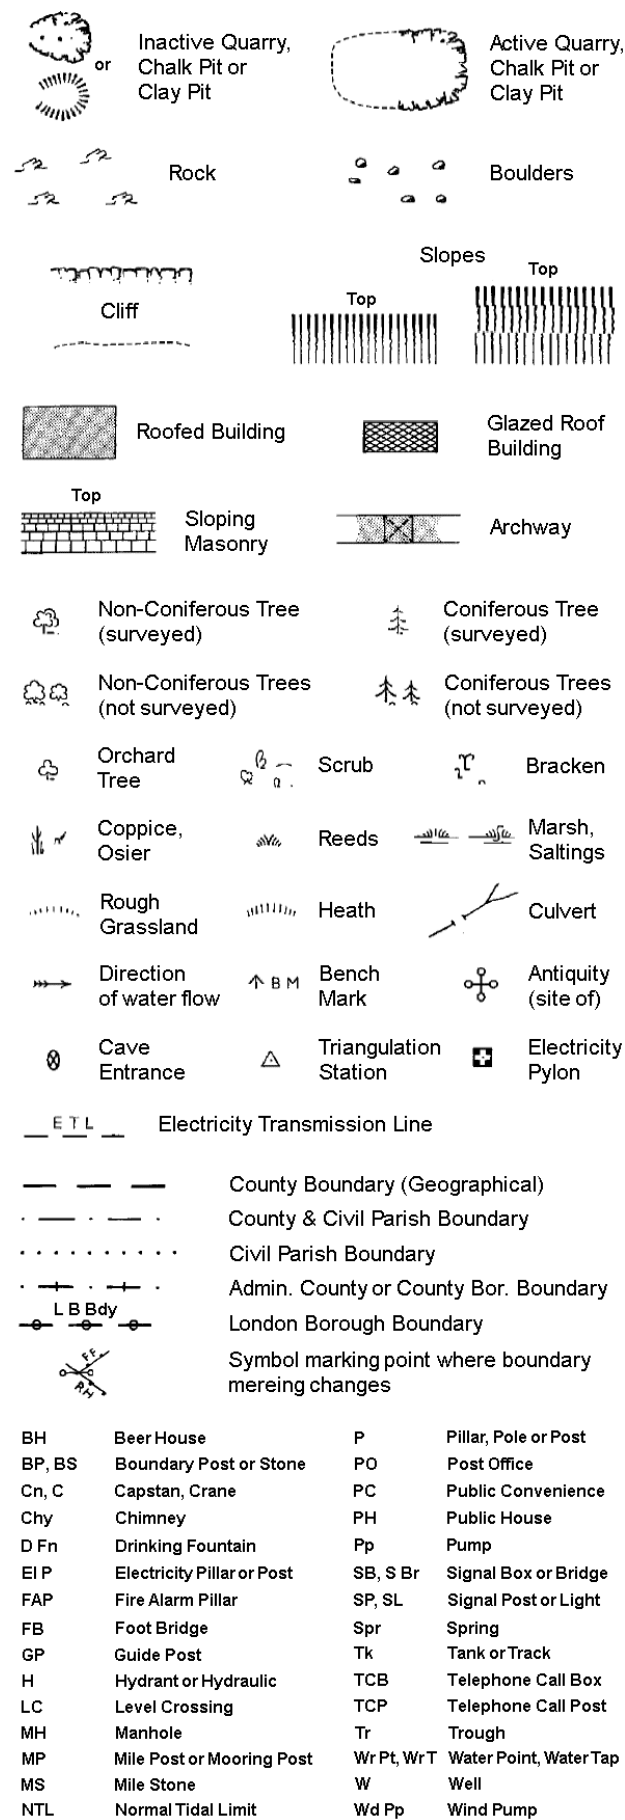 or
Inactive Quarry,
Chalk Pit or
Clay Pit
Active Quarry,
Chalk Pit or
Clay Pit
Rock
Boulders
Slopes
Top
Top
Cliff
Roofed Building
Glazed Roof
Building
Top
Sloping
Masonry
Archway
Non-Coniferous Tree
(surveyed)
Coniferous Tree
(surveyed)
Non-Coniferous Trees
(not surveyed)
Coniferous Trees
(not surveyed)
Orchard
Tree
Scrub
Bracken
Coppice,
Osier
Reeds
Marsh,
Saltings
Rough
Grassland
Heath
Culvert
Direction
of water flow
B M
Bench
Mark
Antiquity
(site of)
Cave
Entrance
Triangulation
Station
Electricity
Pylon
E T L
Electricity Transmission Line
County Boundary (Geographical)
County & Civil Parish Boundary
Civil Parish Boundary
Admin. County or County Bor. Boundary
L B Bdy
London Borough Boundary
FF
RH
Symbol marking point where boundary
mereing changes
BH Beer House
BP, BS Boundary Post or Stone
Cn, C Capstan, Crane
Chy Chimney
D Fn Drinking Fountain
El P Electricity Pillar or Post
FAP Fire Alarm Pillar
FB Foot Bridge
GP Guide Post
H Hydrant or Hydraulic
LC Level Crossing
MH Manhole
MP Mile Post or Mooring Post
MS Mile Stone
NTL Normal Tidal Limit
P Pillar, Pole or Post
PO Post Office
PC Public Convenience
PH Public House
Pp Pump
SB, S Br Signal Box or Bridge
SP, SL Signal Post or Light
Spr Spring
Tk Tank or Track
TCB Telephone Call Box
TCP Telephone Call Post
Tr Trough
Wr Pt, Wr T Water Point, Water Tap
W Well
Wd Pp Wind Pump